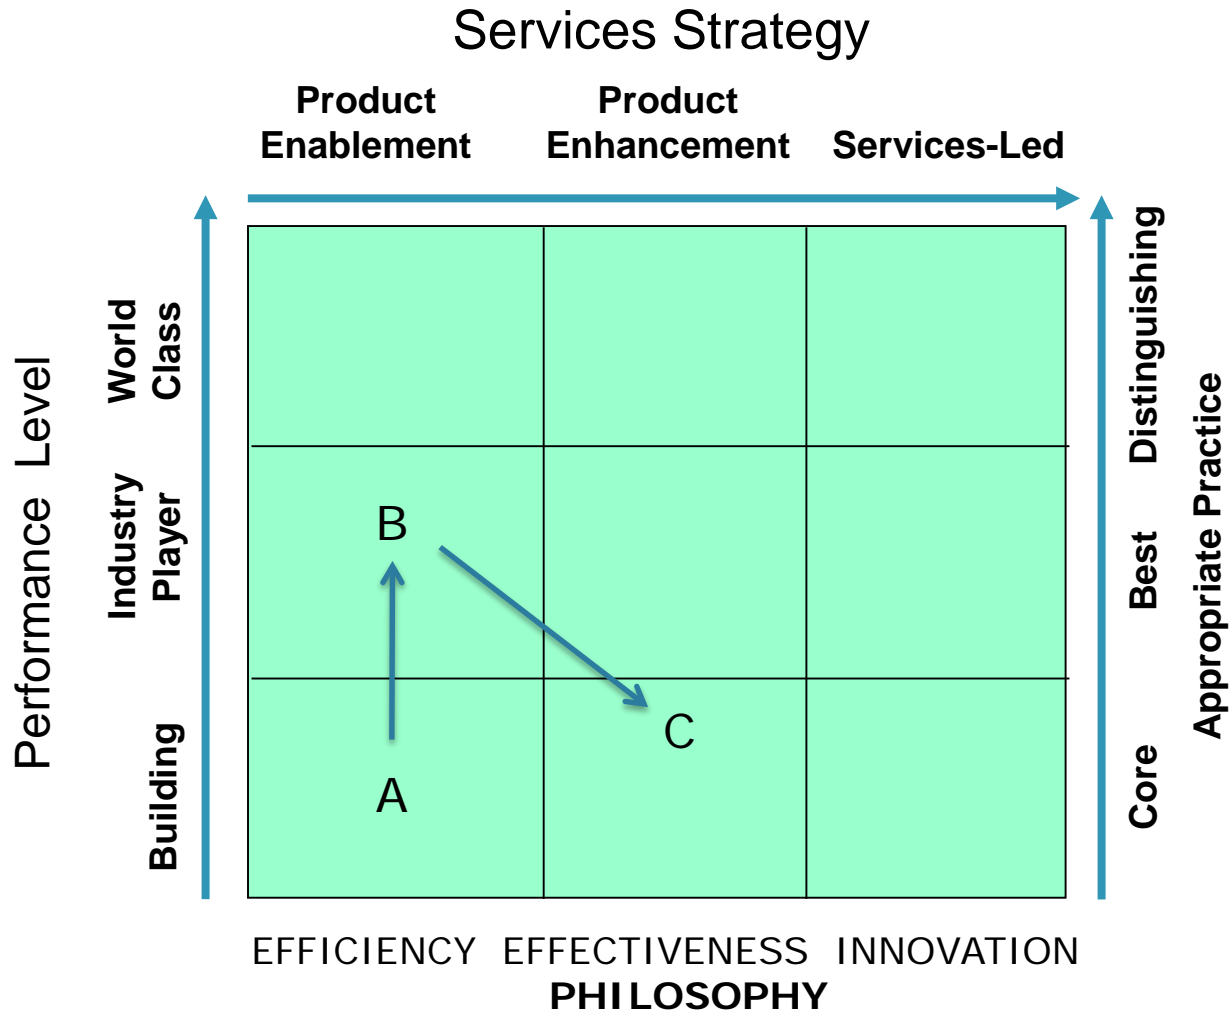 Services Strategy
Product
Enablement
Product
Enhancement
Services-Led
Performance Level
World
Class
Industry
Player
Building
B
C
A
Distinguishing
Best
Core
Appropriate Practice
EFFICIENCY EFFECTIVENESS INNOVATION
PHILOSOPHY